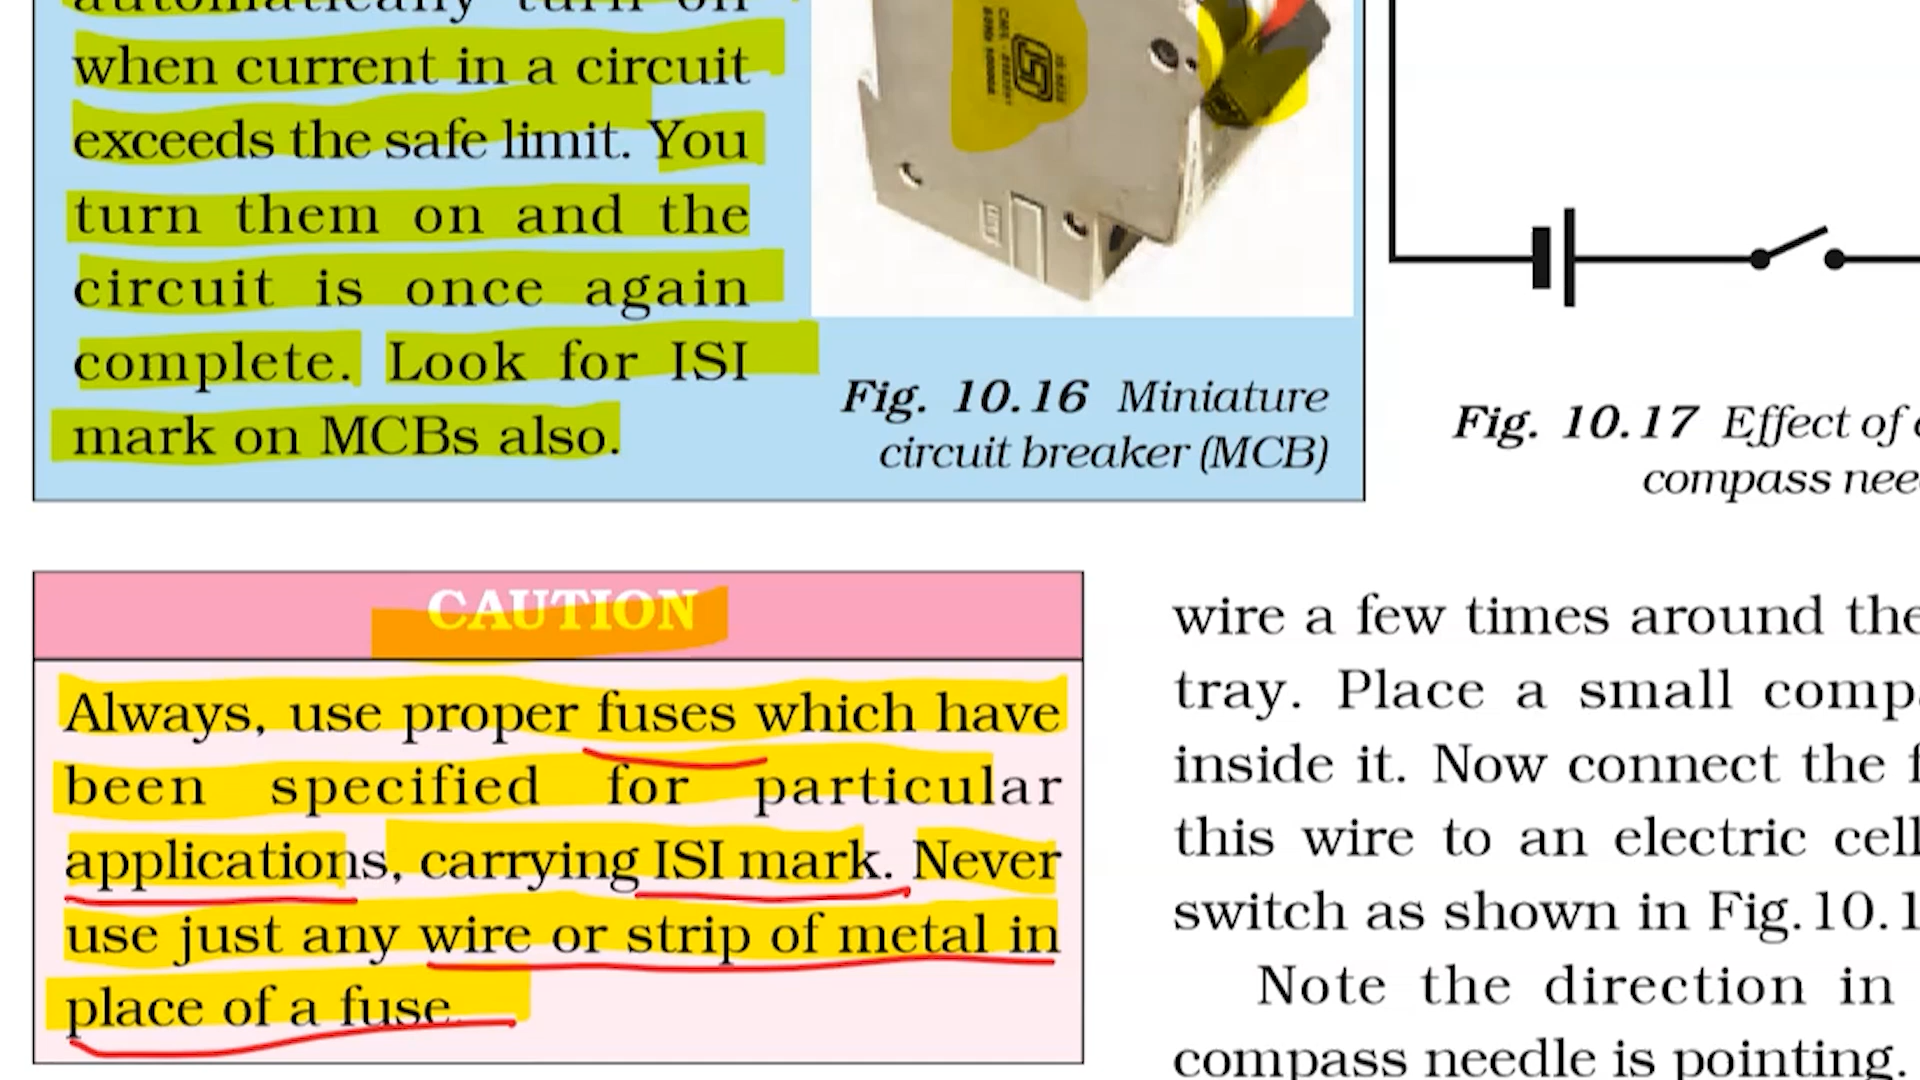 automatically turn off
when current in a circuit
exceeds the safe limit. You
turn them on and the
circuit is once again
complete. Look for ISI
mark on MCBs also.
ISI
Fig. 10.16 Miniature
circuit breaker (MCB)
Fig. 10.17 Effect of
compass
CAUTION
Always, use proper fuses which have
been specified for particular
applications, carrying ISI mark. Never
use just any wire or strip of metal in
place of a fuse.
wire a few times around the
tray. Place a small
inside it. Now connect the
this wire to an electric cell
switch as shown in
Note the direction in
compass needle is pointing.